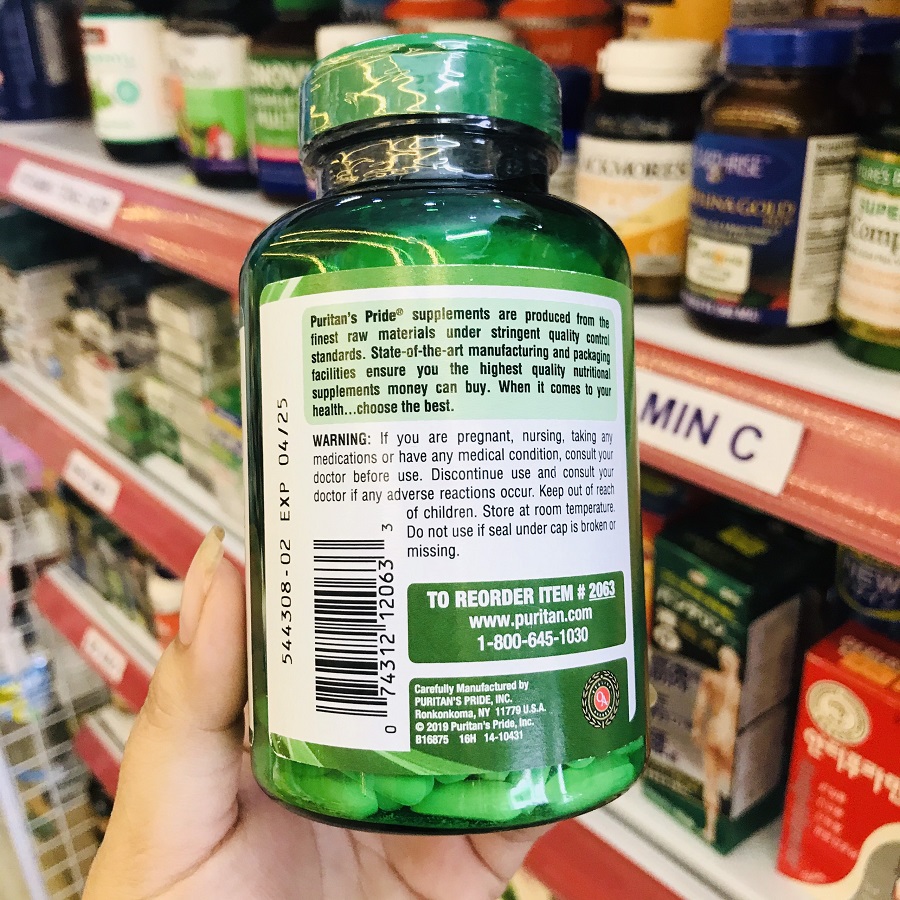 Puritan's Pride® supplements are produced from the
finest raw materials under stringent quality control
standards. State-of-the-art manufacturing and packaging
facilities ensure you the highest quality nutritional
supplements money can buy. When it comes to your
health...choose the best.
WARNING: If you are pregnant, nursing, taking any
medications or have any medical condition, consult your
doctor before use. Discontinue use and consult your
doctor if any adverse reactions occur. Keep out of reach
of children. Store at room temperature.
Do not use if seal under cap is broken or
missing.
544308-02 EXP 04/25
0 74312 12063 3
TO REORDER ITEM # 2063
www.puritan.com
1-800-645-1030
Carefully Manufactured by
PURITAN'S PRIDE, INC.
Ronkonkoma, NY 11779 U.S.A.
© 2019 Puritan's Pride, Inc.
B16875 16H 14-10431
MIN C